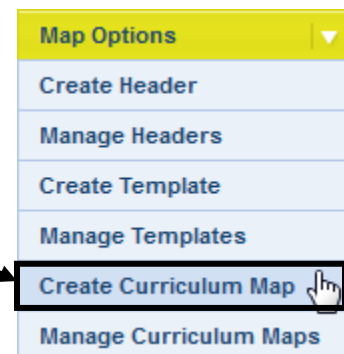 Map Options
Create Header
Manage Headers
Create Template
Manage Templates
Create Curriculum Map
Manage Curriculum Maps